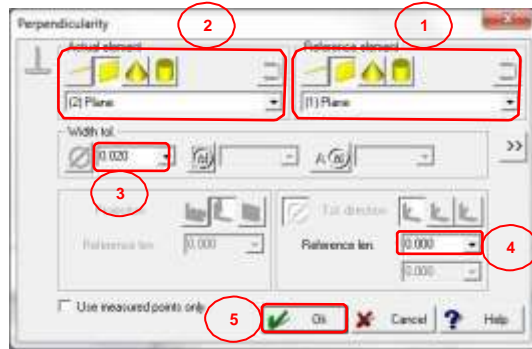 Perpendicularity
2
1
Actual element
Reference element
(2) Plane
(1) Plane
Width tol.
0.020
>>
3
Tol. direction
Reference len.
0.000
Reference len.
0.000
4
0.000
Use measured points only
5
Ok
Cancel
? Help